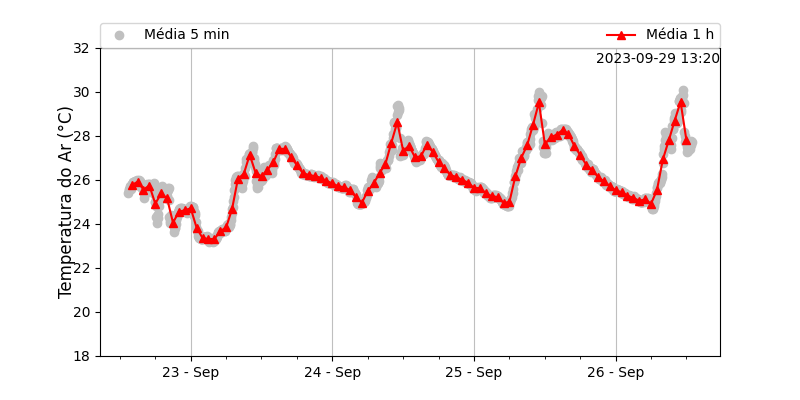 Média 5 min
Média 1 h
2023-09-29 13:20
Temperatura do Ar (°C)
32
30
28
26
24
22
20
18
23 - Sep
24 - Sep
25 - Sep
26 - Sep